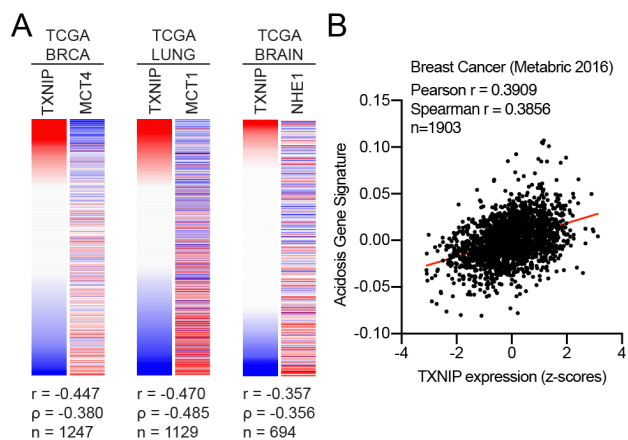 A
TCGA
BRCA
TXNIP
MCT4
r = -0.447
ρ = -0.380
n = 1247
TCGA
LUNG
TXNIP
MCT1
r = -0.470
ρ = -0.485
n = 1129
TCGA
BRAIN
TXNIP
NHE1
r = -0.357
ρ = -0.356
n = 694
B
Breast Cancer (Metabric 2016)
Pearson r = 0.3909
Spearman r = 0.3856
n=1903
Acidosis Gene Signature
0.15
0.10
0.05
0.00
-0.05
-0.10
-4
-2
0
2
4
TXNIP expression (z-scores)